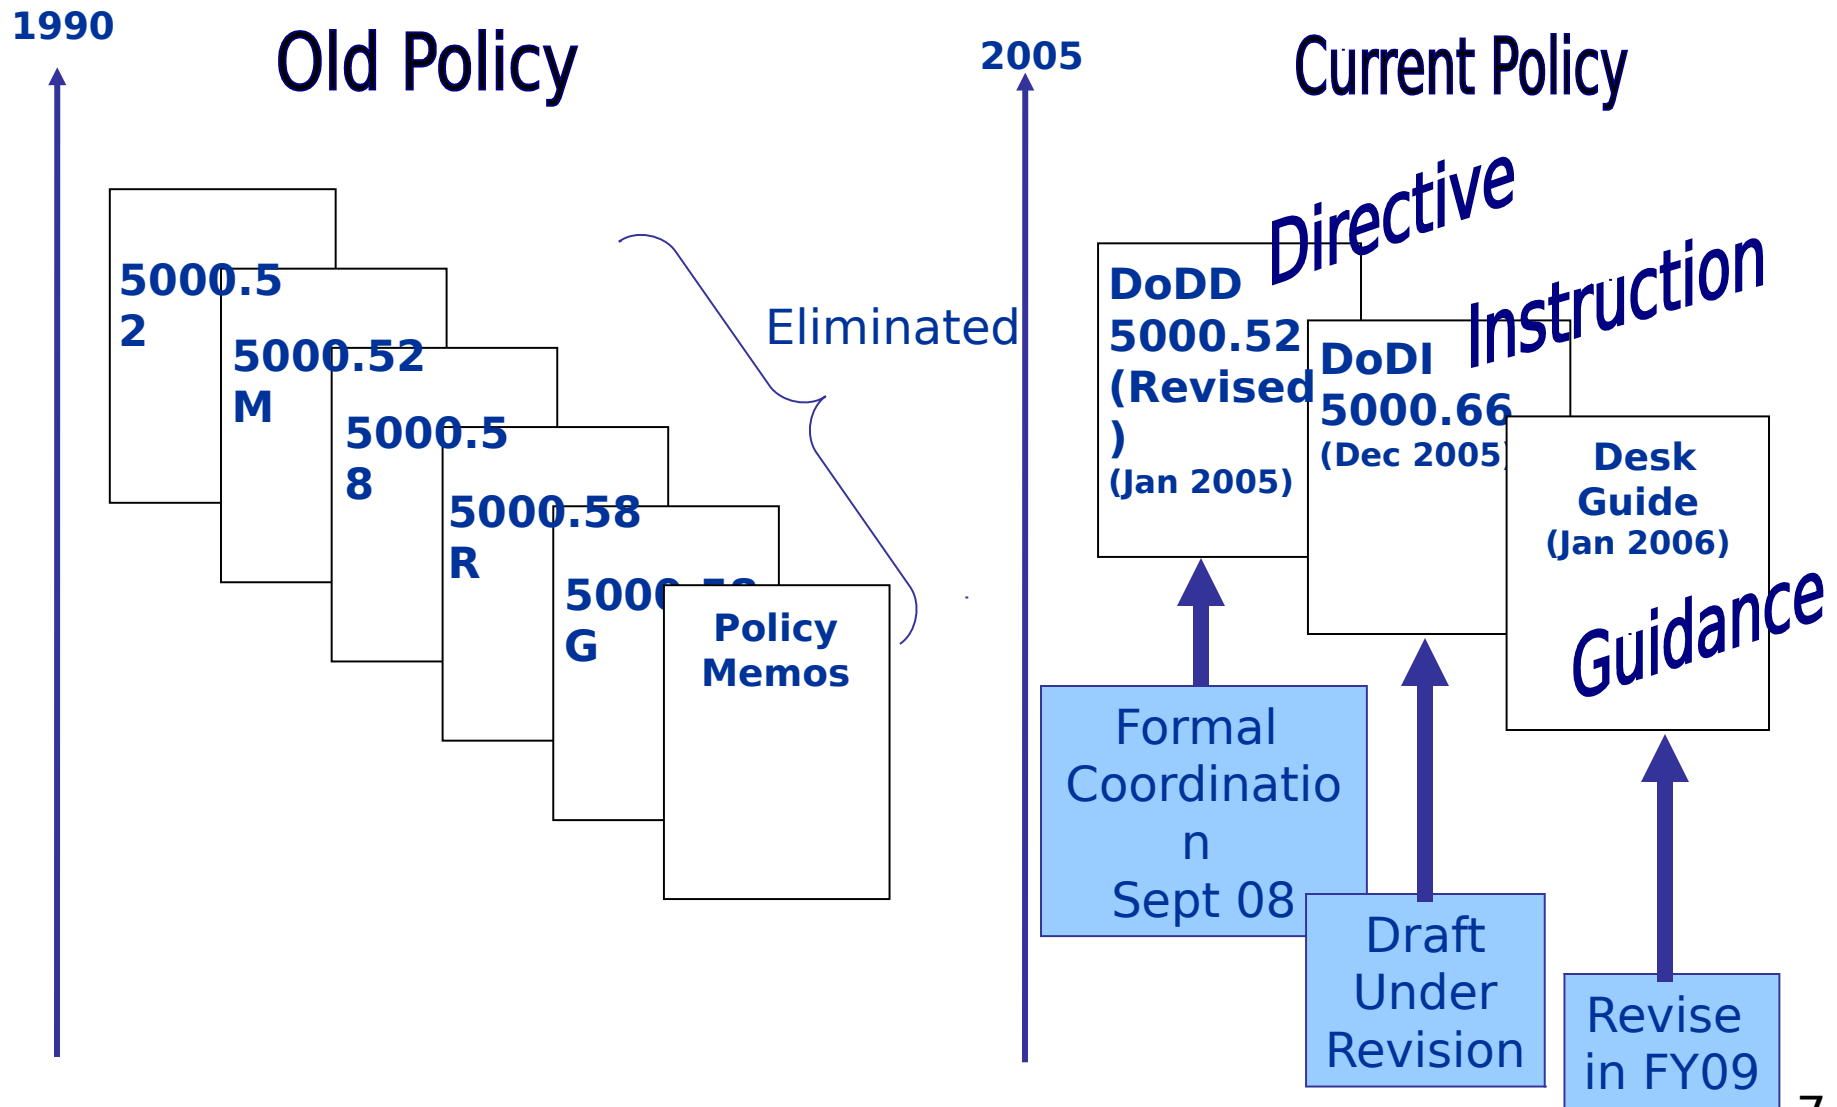 1990
Old Policy
5000.5
2
5000.52
M
5000.5
8
5000.58
R
G
Policy
Memos
Eliminated
2005
Current Policy
Directive
DoDD
5000.52
(Revised
)
(Jan 2005)
Instruction
DoDI
5000.66
(Dec 2005)
Desk
Guide
(Jan 2006)
Guidance
Formal
Coordinatio
n
Sept 08
Draft
Under
Revision
Revise
in FY09
7